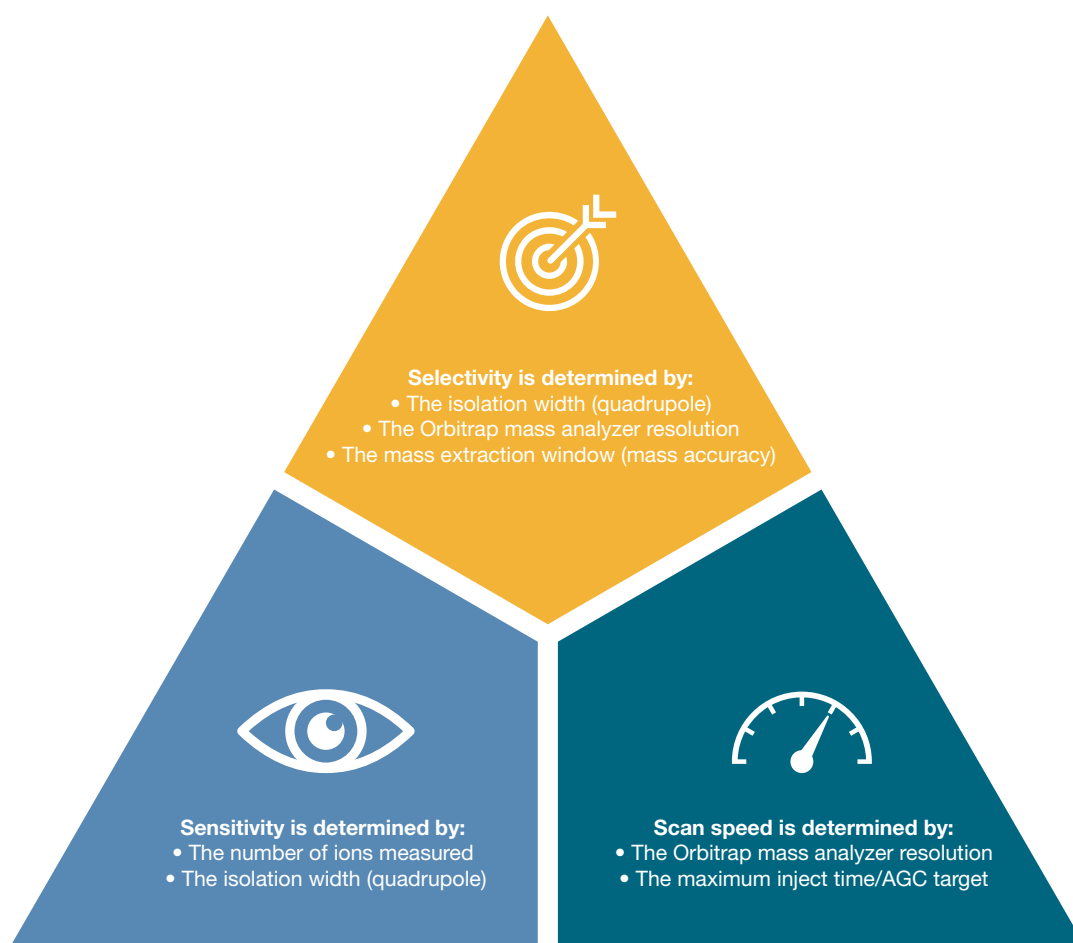 Selectivity is determined by:
• The isolation width (quadrupole)
• The Orbitrap mass analyzer resolution
• The mass extraction window (mass accuracy)
Sensitivity is determined by:
• The number of ions measured
• The isolation width (quadrupole)
Scan speed is determined by:
• The Orbitrap mass analyzer resolution
• The maximum inject time/AGC target